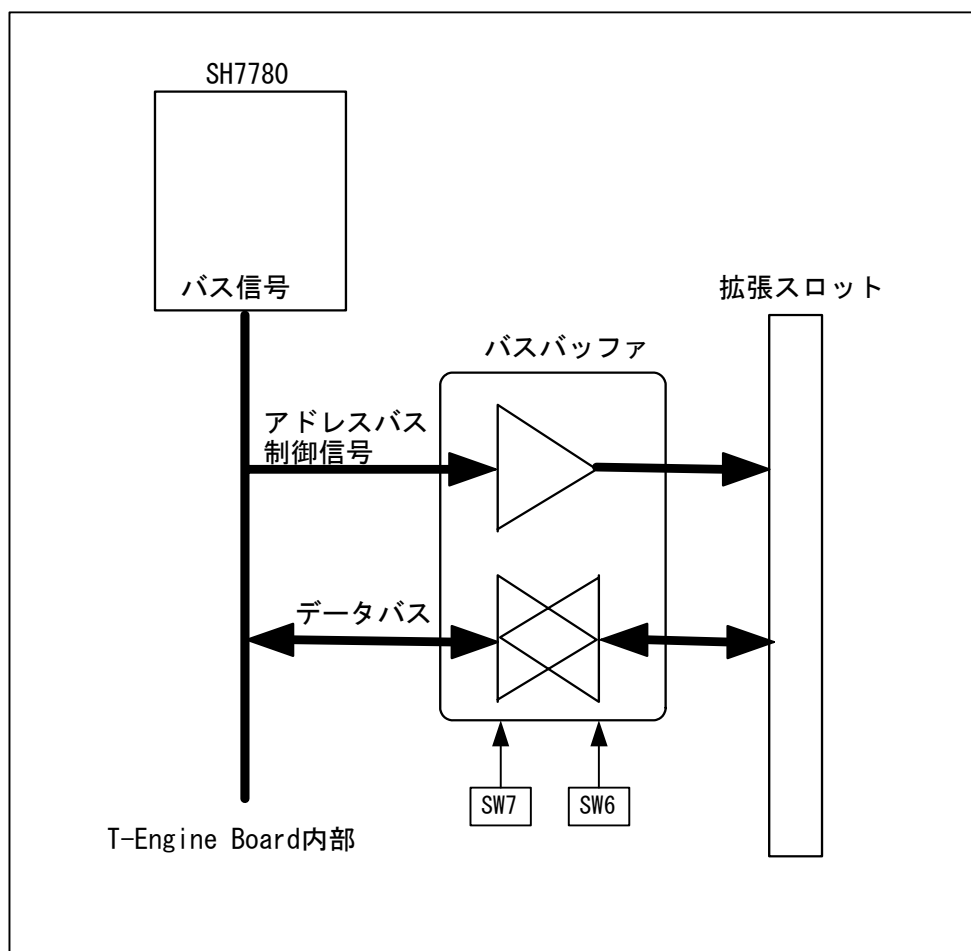 SH7780
バス信号
拡張スロット
バスバッファ
アドレスバス
制御信号
データバス
SW7
SW6
T-Engine Board内部